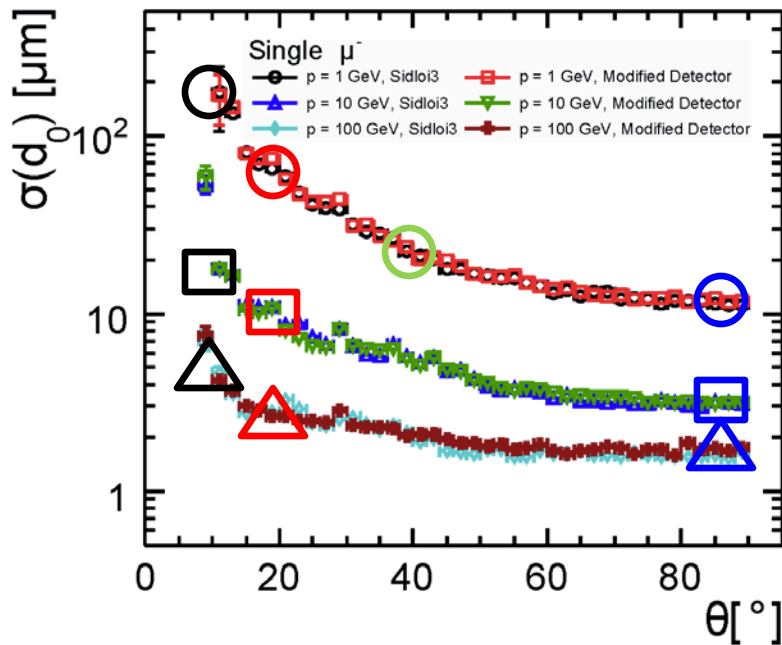 σ(d₀) [μm]
Single μ⁻
p = 1 GeV, Sidloi3 p = 1 GeV, Modified Detector
p = 10 GeV, Sidloi3 p = 10 GeV, Modified Detector
p = 100 GeV, Sidloi3 p = 100 GeV, Modified Detector
10²
10
1
0 20 40 60 80
θ[°]